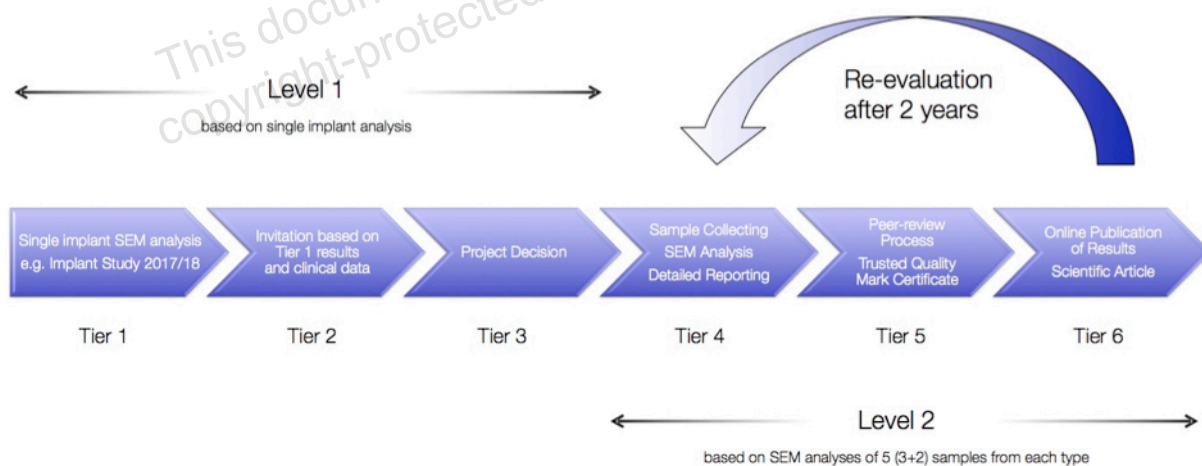 This docum
copyright-protected
Level 1
based on single implant analysis
Re-evaluation
after 2 years
Single implant SEM analysis
e.g. Implant Study 2017/18
Invitation based on
Tier 1 results
and clinical data
Project Decision
Sample Collecting
SEM Analysis
Detailed Reporting
Peer-review
Process
Trusted Quality
Mark Certificate
Online Publication
of Results
Scientific Article
Tier 1
Tier 2
Tier 3
Tier 4
Tier 5
Tier 6
Level 2
based on SEM analyses of 5 (3+2) samples from each type